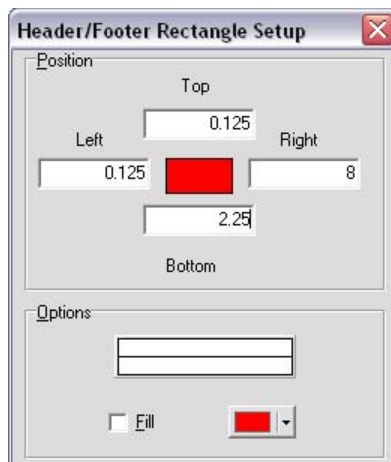 Header/Footer Rectangle Setup
Position
Top
0.125
Left
Right
0.125
8
2.25
Bottom
Options
Fill